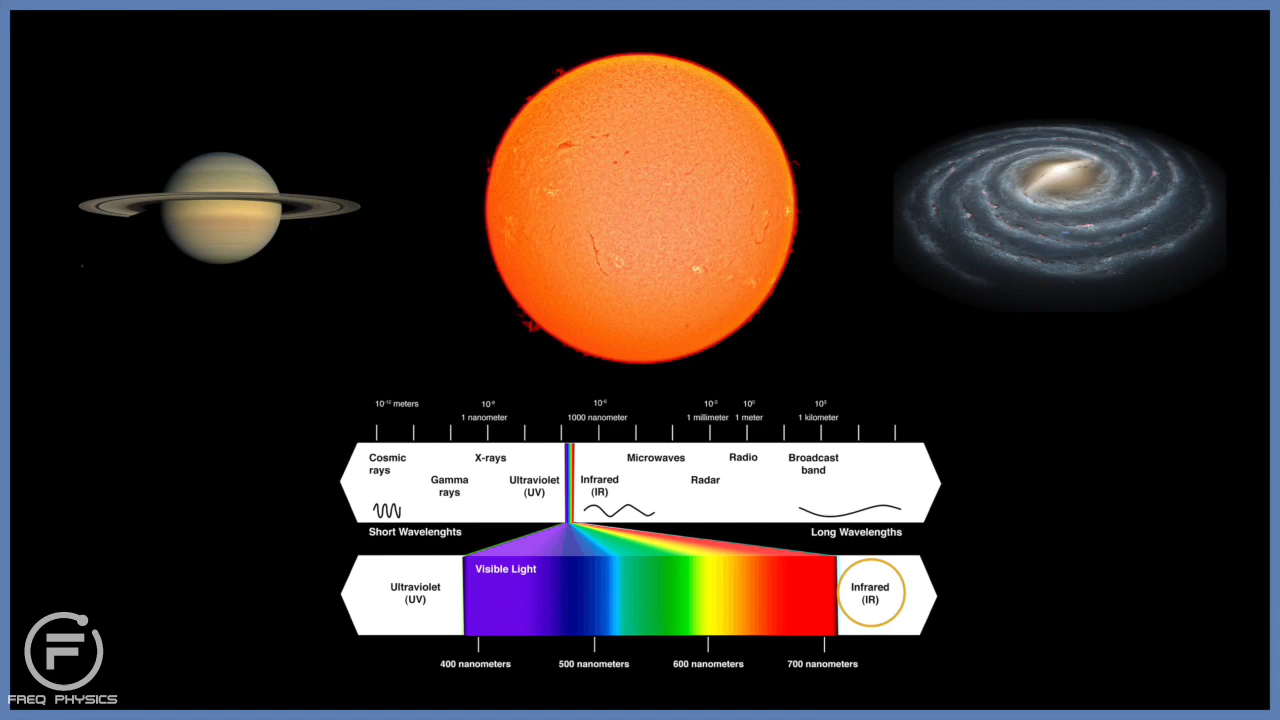 10⁻¹² meters
10⁻⁹
10⁻⁶
10⁻³
10⁰
10³
1 nanometer
1000 nanometer
1 millimeter
1 meter
1 kilometer
Cosmic
rays
X-rays
Microwaves
Radio
Broadcast
band
Gamma
rays
Ultraviolet
(UV)
Infrared
(IR)
Radar
Short Wavelenghts
Long Wavelengths
Visible Light
Ultraviolet
(UV)
Infrared
(IR)
400 nanometers
500 nanometers
600 nanometers
700 nanometers
F
FREQ PHYSICS